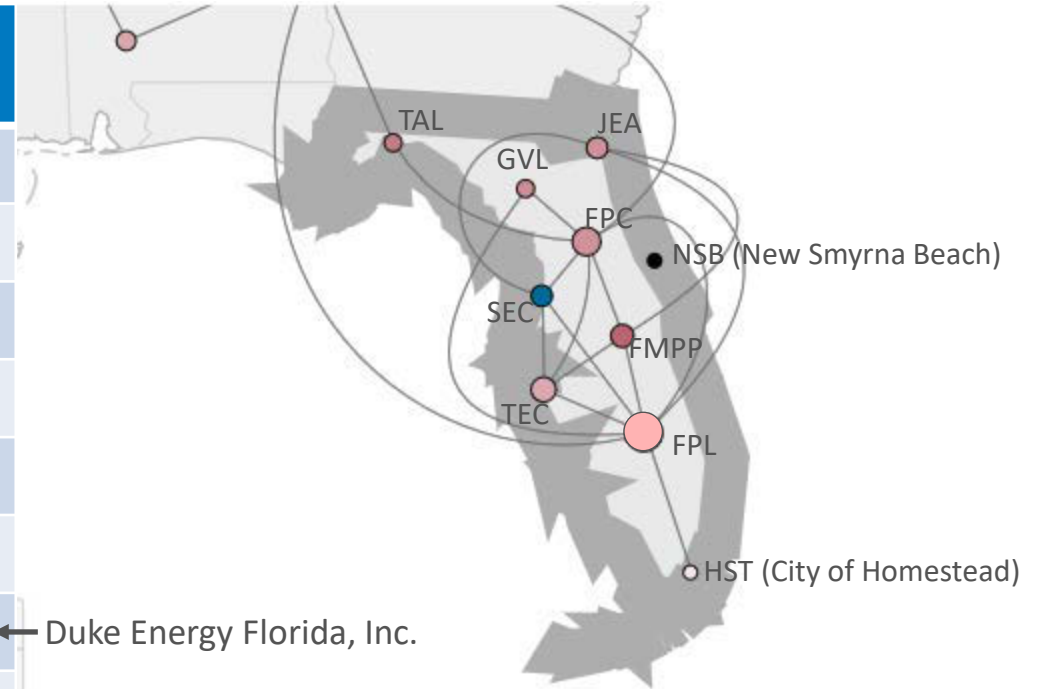 TAL
JEA
GVL
FPC
NSB (New Smyrna Beach)
SEC
FMPP
TEC
FPL
HST (City of Homestead)
Duke Energy Florida, Inc.